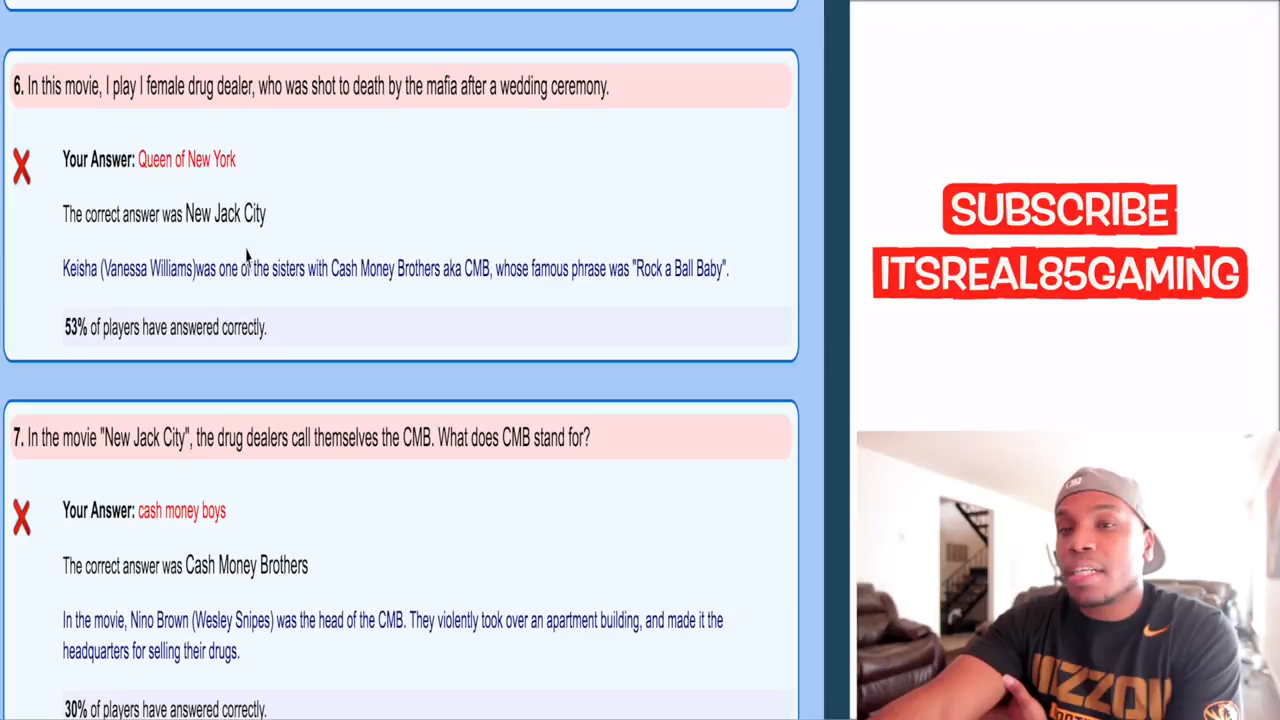 6. In this movie, I play I female drug dealer, who was shot to death by the mafia after a wedding ceremony.
Your Answer: Queen of New York
The correct answer was New Jack City
Keisha (Vanessa Williams)was one of the sisters with Cash Money Brothers aka CMB, whose famous phrase was "Rock a Ball Baby".
53% of players have answered correctly.
7. In the movie "New Jack City", the drug dealers call themselves the CMB. What does CMB stand for?
Your Answer: cash money boys
The correct answer was Cash Money Brothers
In the movie, Nino Brown (Wesley Snipes) was the head of the CMB. They violently took over an apartment building, and made it the
headquarters for selling their drugs.
30% of players have answered correctly.
SUBSCRIBE
ITSREAL85GAMING
MIZZOU